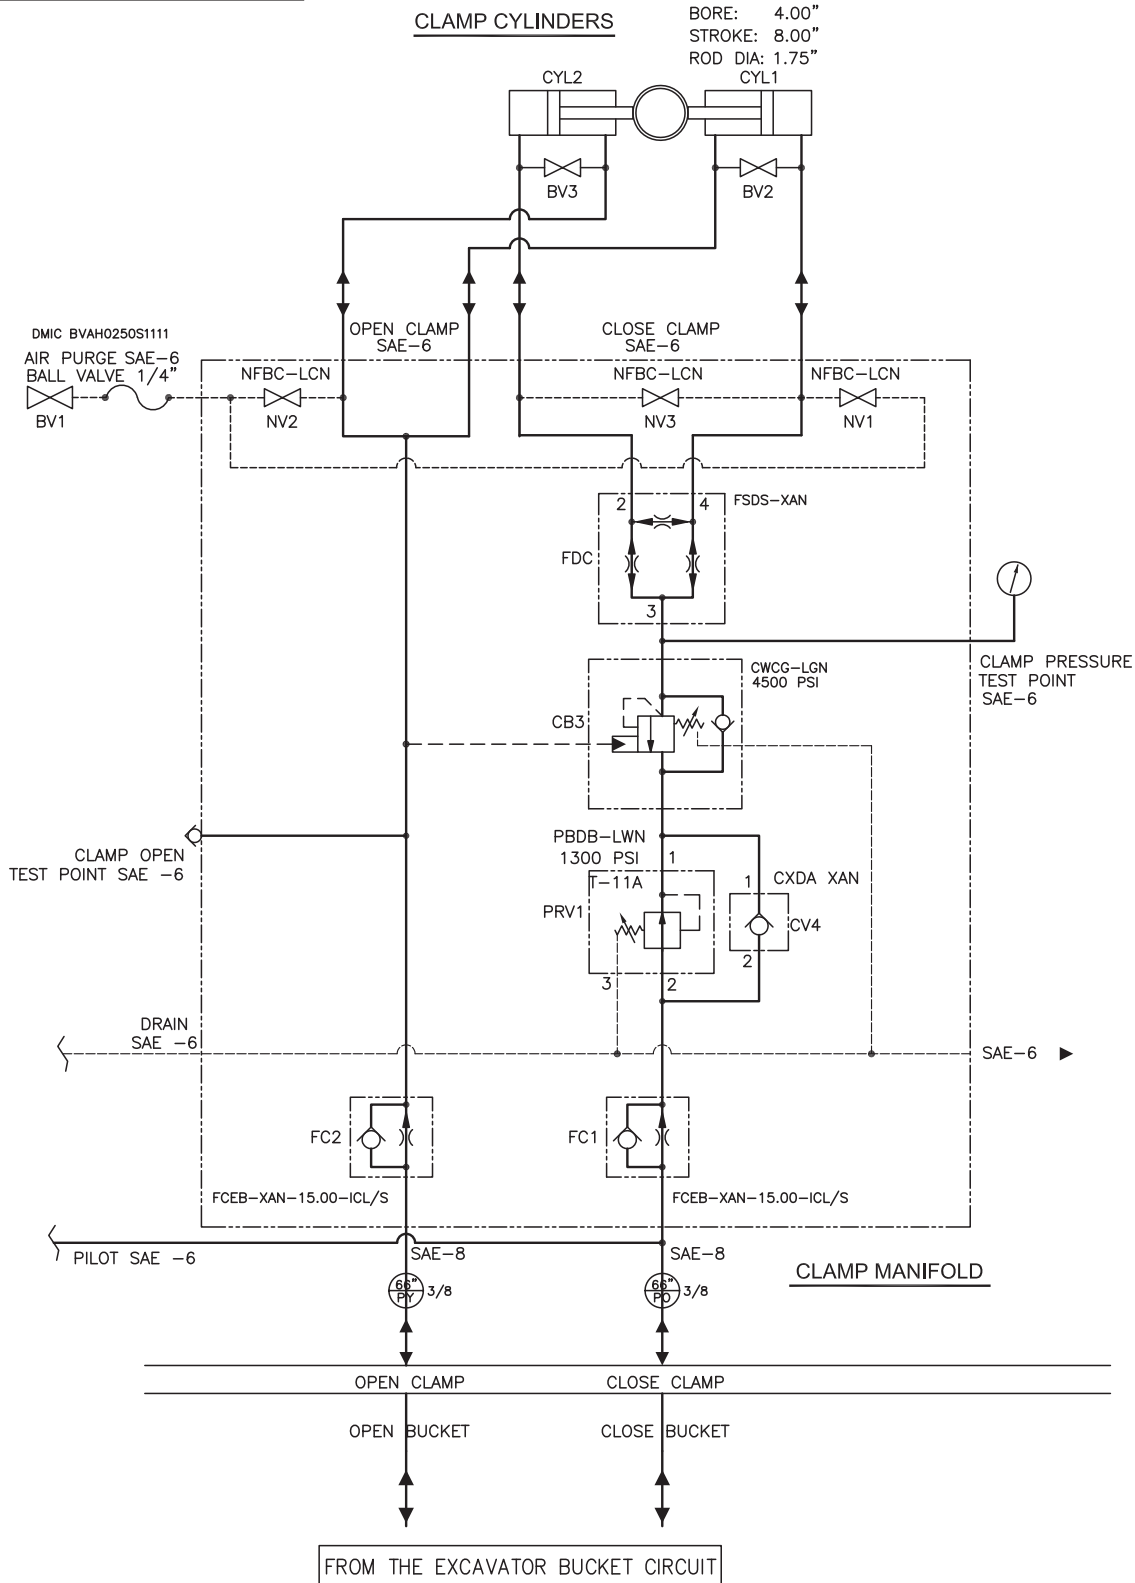 CLAMP CYLINDERS
BORE: 4.00"
STROKE: 8.00"
ROD DIA: 1.75"
CYL2
CYL1
BV3
BV2
DMIC BVAH0250S1111
AIR PURGE SAE-6
BALL VALVE 1/4"
BV1
OPEN CLAMP
SAE-6
CLOSE CLAMP
SAE-6
NFBC-LCN
NFBC-LCN
NFBC-LCN
NV2
NV3
NV1
2
4
FSDS-XAN
FDC
3
CLAMP PRESSURE
TEST POINT
SAE-6
CWCG-LGN
4500 PSI
CB3
CLAMP OPEN
TEST POINT SAE -6
PBDB-LWN
1300 PSI
1
T-11A
PRV1
3
2
1
CXDA XAN
CV4
2
DRAIN
SAE -6
SAE-6
FC2
FC1
FCEB-XAN-15.00-ICL/S
FCEB-XAN-15.00-ICL/S
PILOT SAE -6
SAE-8
SAE-8
66"
PY
3/8
66"
PO
3/8
CLAMP MANIFOLD
OPEN CLAMP
CLOSE CLAMP
OPEN BUCKET
CLOSE BUCKET
FROM THE EXCAVATOR BUCKET CIRCUIT